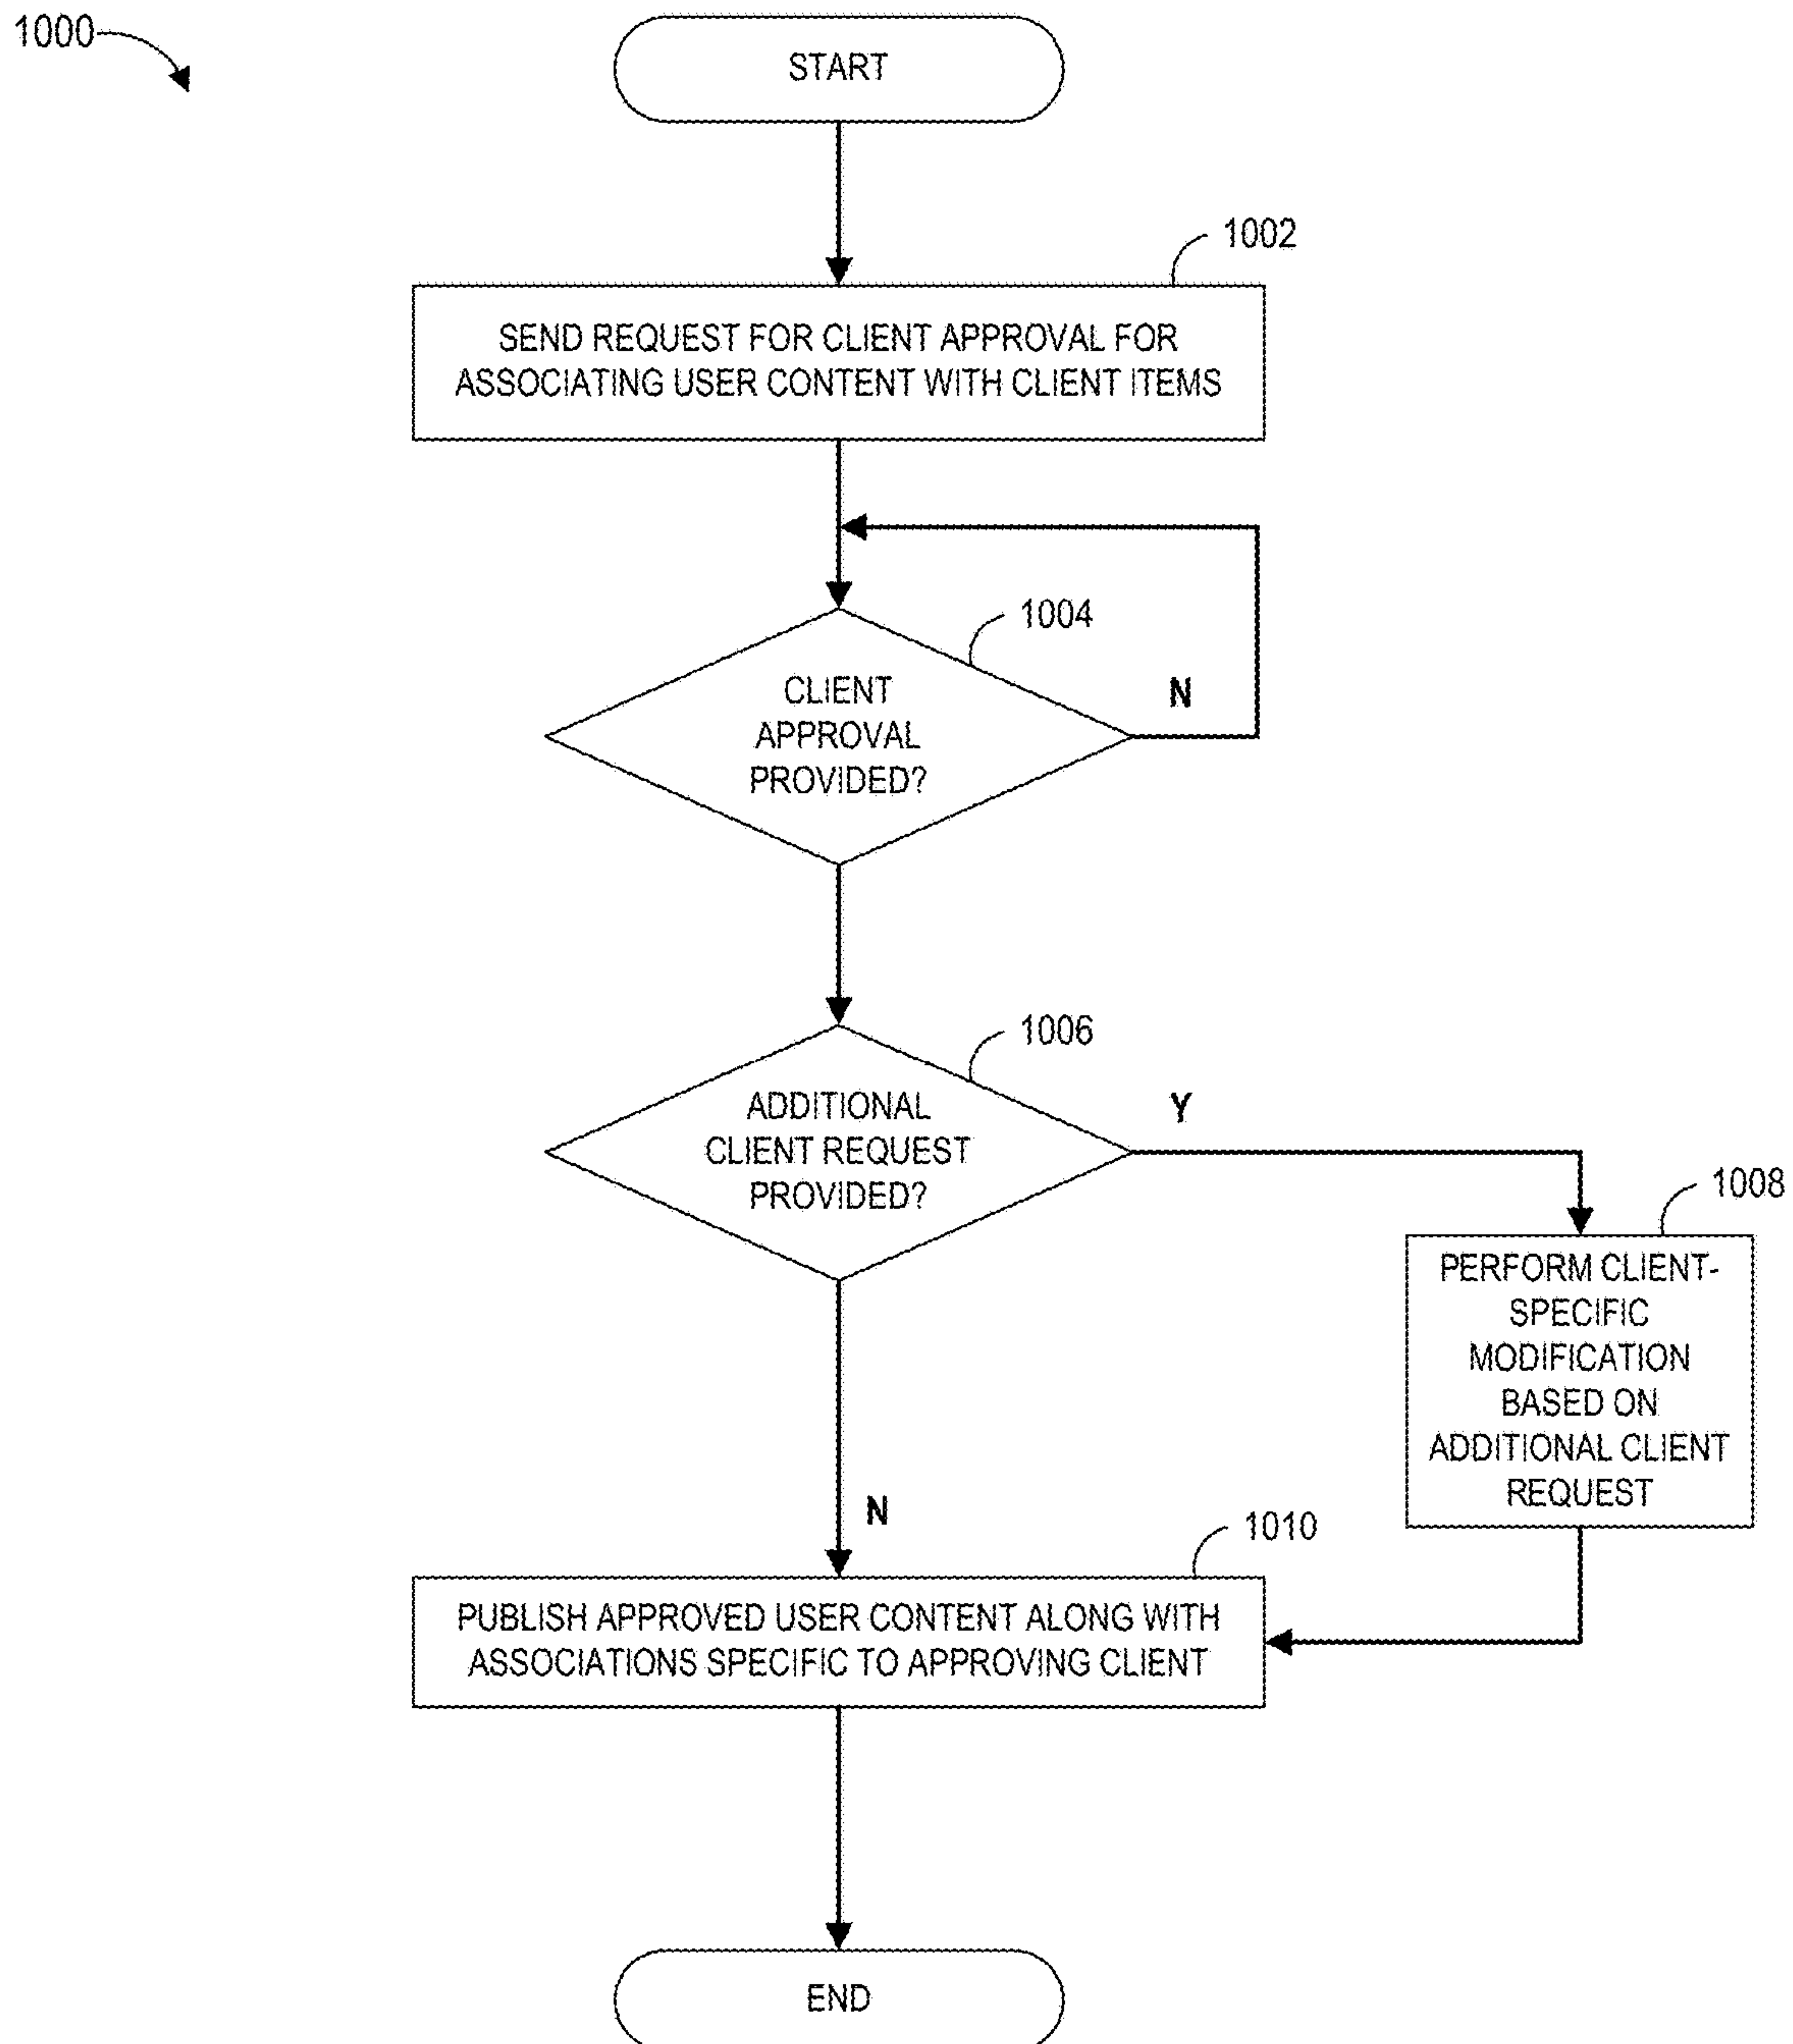 1000
START
1002
SEND REQUEST FOR CLIENT APPROVAL FOR
ASSOCIATING USER CONTENT WITH CLIENT ITEMS
1004
CLIENT
APPROVAL
PROVIDED?
N
1006
ADDITIONAL
CLIENT REQUEST
PROVIDED?
Y
1008
PERFORM CLIENT-
SPECIFIC
MODIFICATION
BASED ON
ADDITIONAL CLIENT
REQUEST
N
1010
PUBLISH APPROVED USER CONTENT ALONG WITH
ASSOCIATIONS SPECIFIC TO APPROVING CLIENT
END